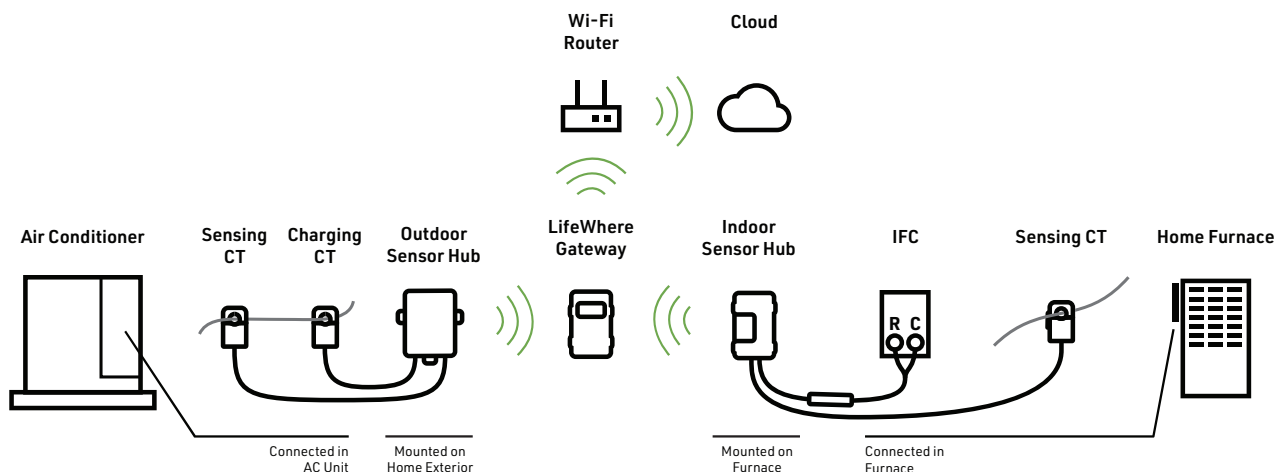 Wi-Fi
Router
Cloud
Air Conditioner
Sensing
CT
Charging
CT
Outdoor
Sensor Hub
LifeWhere
Gateway
Indoor
Sensor Hub
IFC
Sensing CT
Home Furnace
R C
Connected in
AC Unit
Mounted on
Home Exterior
Mounted on
Furnace
Connected in
Furnace